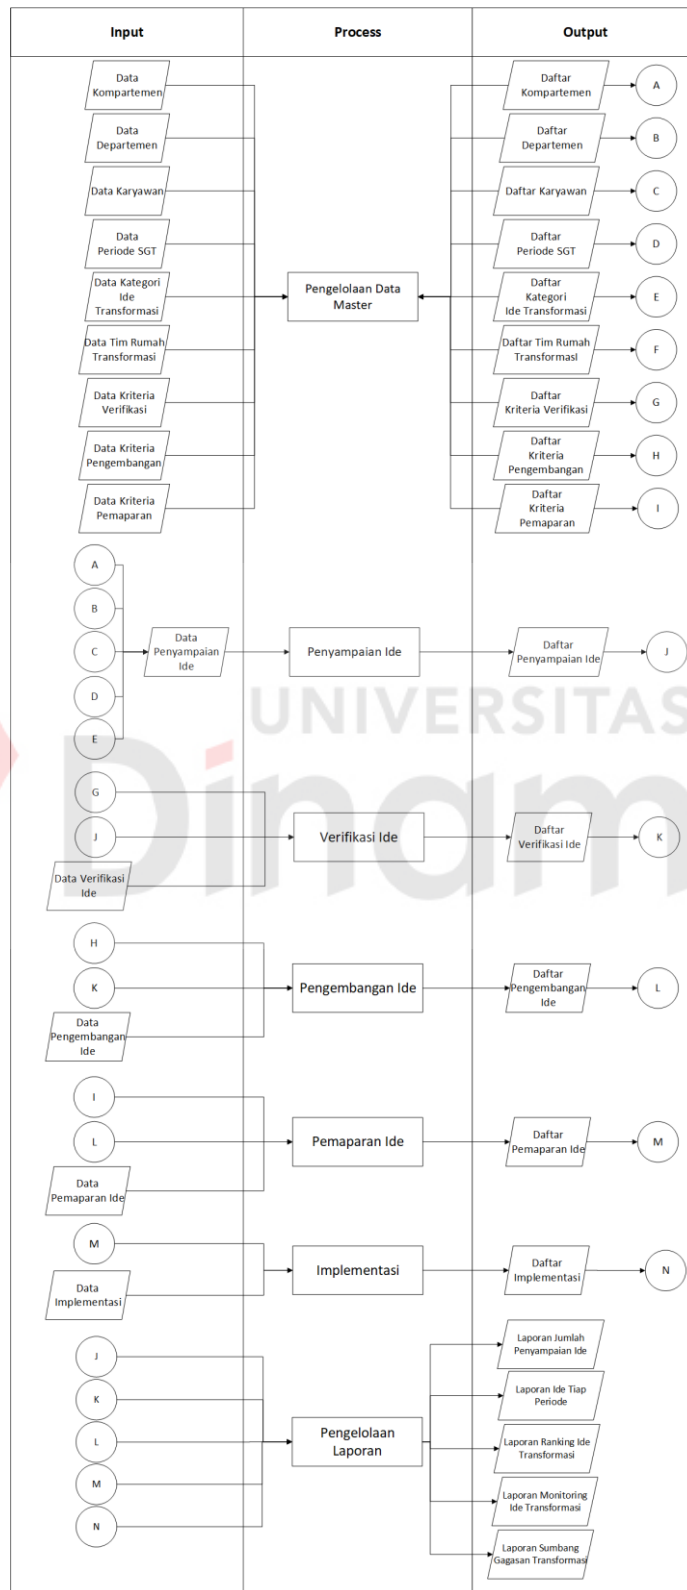 Input
Process
Output
Data
Kompartemen
Daftar
Kompartemen
A
Data
Departemen
Daftar
Departemen
B
Data Karyawan
Daftar Karyawan
C
Data
Periode SGT
Daftar
Periode SGT
D
Data Kategori
Ide
Transformasi
Pengelolaan Data
Master
Daftar
Kategori
Ide Transformasi
E
Data Tim Rumah
Transformasi
Daftar Tim Rumah
TransformasI
F
Data Kriteria
Verifikasi
Daftar
Kriteria Verifikasi
G
Data Kriteria
Pengembangan
Daftar
Kriteria
Pengembangan
H
Data Kriteria
Pemaparan
Daftar
Kriteria
Pemaparan
I
A
B
C
D
E
Data
Penyampaian
Ide
Penyampaian Ide
Daftar
Penyampaian Ide
J
UNIVERSITAS
Dinam
G
J
Data Verifikasi
Ide
Verifikasi Ide
Daftar
Verifikasi Ide
K
H
K
Data
Pengembangan
Ide
Pengembangan Ide
Daftar
Pengembangan
Ide
L
I
L
Data
Pemaparan Ide
Pemaparan Ide
Daftar
Pemaparan Ide
M
M
Data
Implementasi
Implementasi
Daftar
Implementasi
N
J
K
L
M
N
Pengelolaan
Laporan
Laporan Jumlah
Penyampaian Ide
Laporan Ide Tiap
Periode
Laporan Ranking Ide
Transformasi
Laporan Monitoring
Ide Transformasi
Laporan Sumbang
Gagasan Transformasi